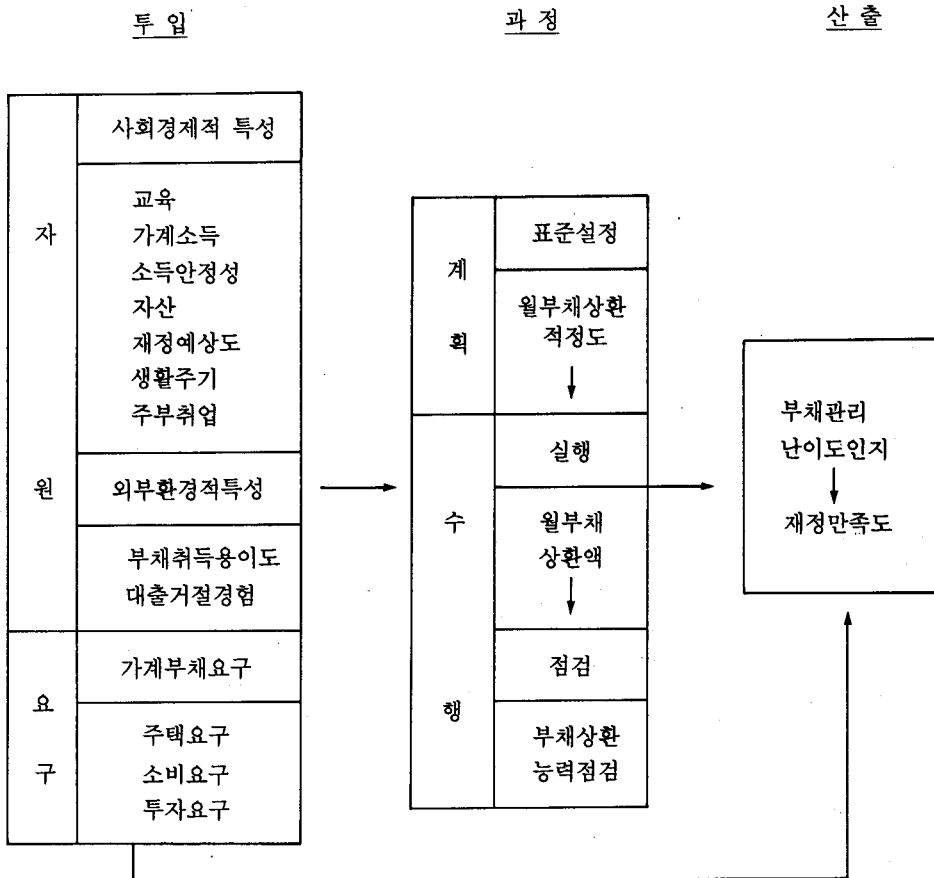 투 입
과 정
산 출
자
원
사회경제적 특성
교육
가계소득
소득안정성
자산
재정예상도
생활주기
주부취업
외부환경적특성
부채취득용이도
대출거절경험
요
구
가계부채요구
주택요구
소비요구
투자요구
계
획
표준설정
월부채상환
적정도
수
행
실행
월부채
상환액
점검
부채상환
능력점검
부채관리
난이도인지
재정만족도